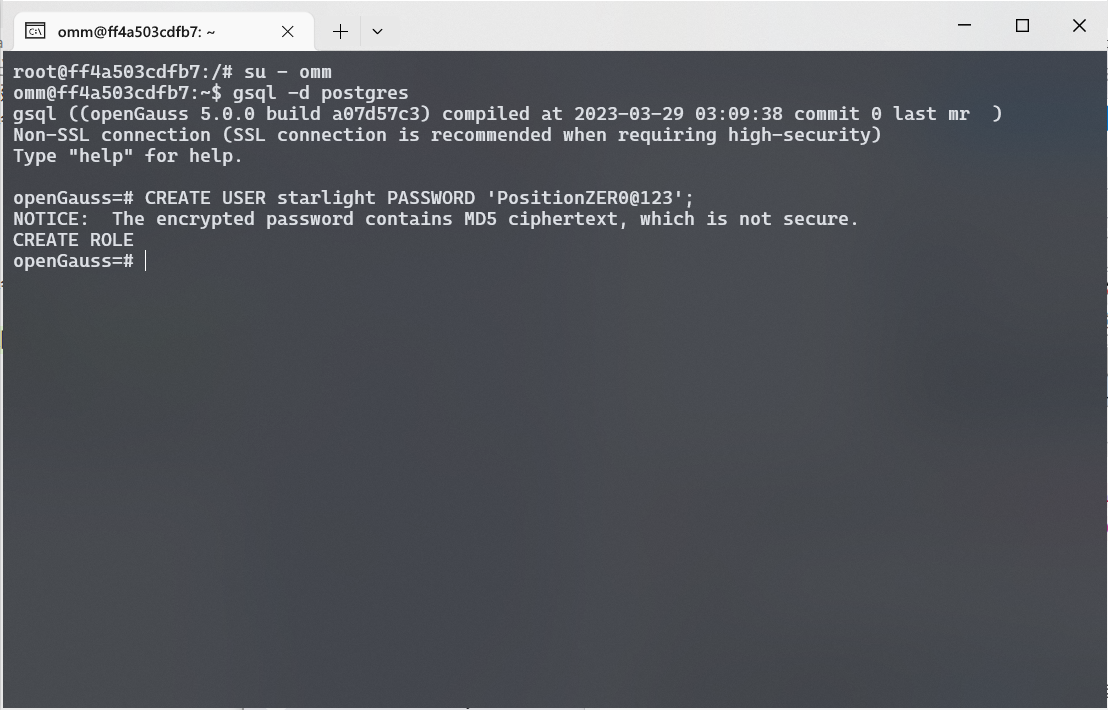 omm@ff4a503cdfb7: ~
root@ff4a503cdfb7:/# su - omm
omm@ff4a503cdfb7:~$ gsql -d postgres
gsql ((openGauss 5.0.0 build a07d57c3) compiled at 2023-03-29 03:09:38 commit 0 last mr  )
Non-SSL connection (SSL connection is recommended when requiring high-security)
Type "help" for help.
openGauss=# CREATE USER starlight PASSWORD 'PositionZER0@123';
NOTICE:  The encrypted password contains MD5 ciphertext, which is not secure.
CREATE ROLE
openGauss=#